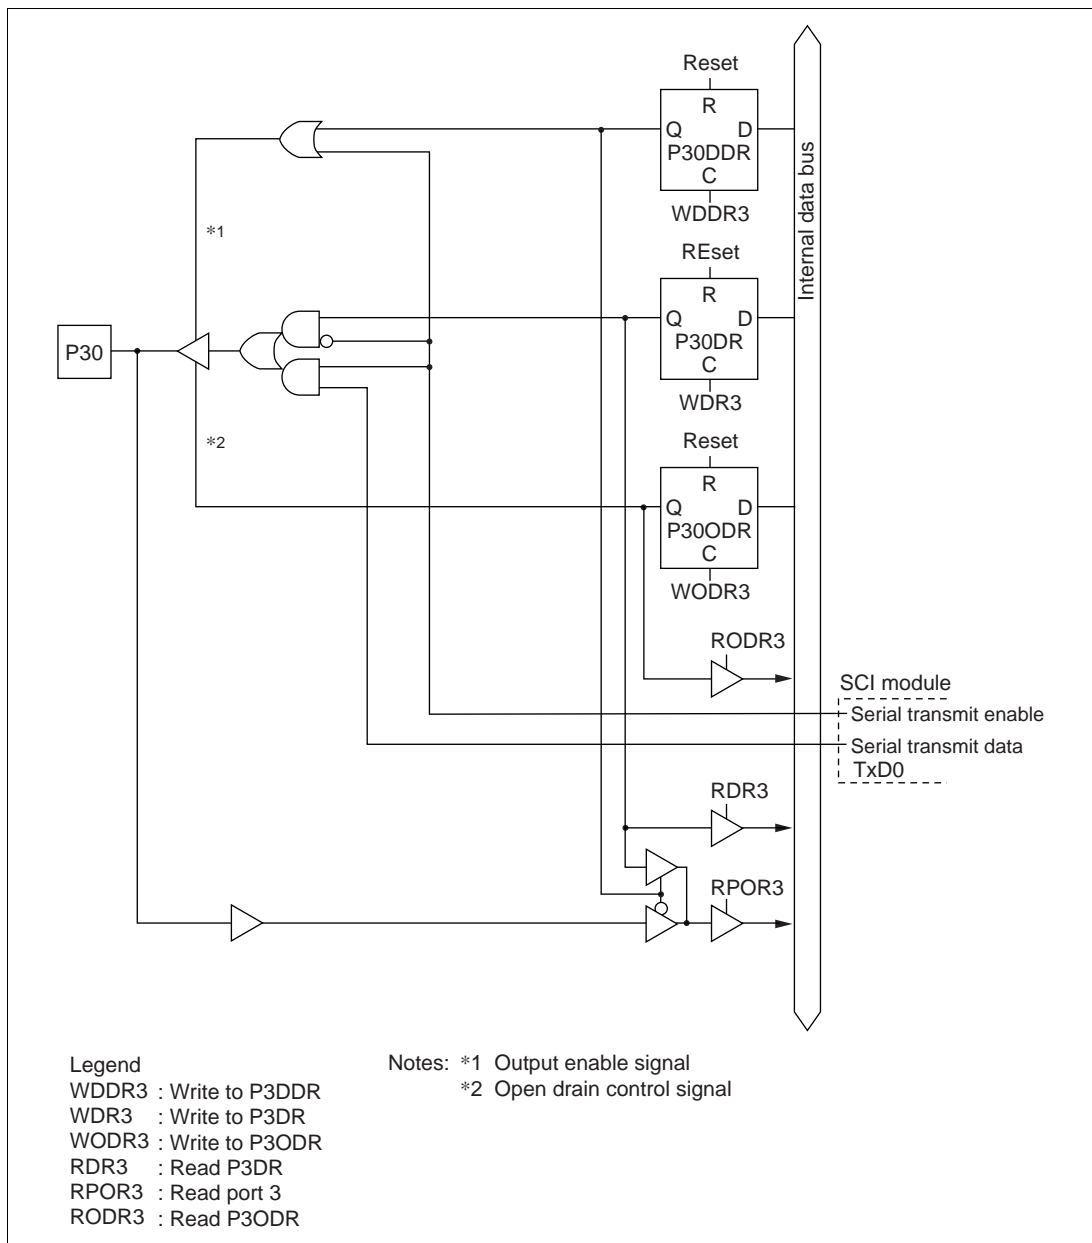 Reset
R
Q D
P30DDR
C
WDDR3
Internal data bus
*1
REset
R
Q D
P30DR
C
WDR3
P30
*2
Reset
R
Q D
P30ODR
C
WODR3
RODR3
SCI module
Serial transmit enable
Serial transmit data
TxD0
RDR3
RPOR3
Legend
WDDR3 : Write to P3DDR
WDR3 : Write to P3DR
WODR3 : Write to P3ODR
RDR3 : Read P3DR
RPOR3 : Read port 3
RODR3 : Read P3ODR
Notes: *1 Output enable signal
*2 Open drain control signal